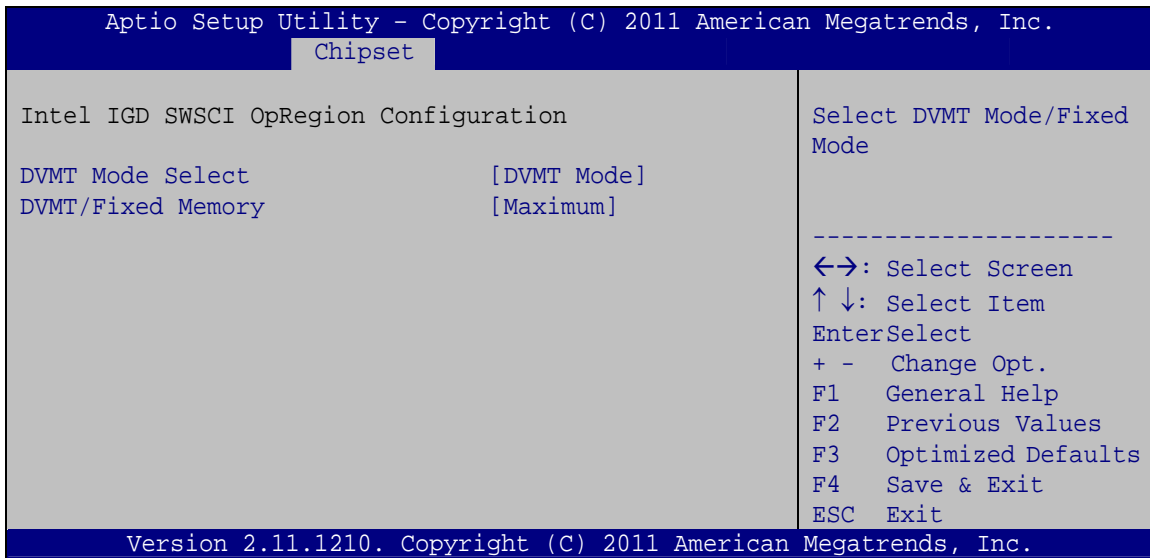 Aptio Setup Utility – Copyright (C) 2011 American Megatrends, Inc.
Chipset
Intel IGD SWSCI OpRegion Configuration
DVMT Mode Select [DVMT Mode]
DVMT/Fixed Memory [Maximum]
Select DVMT Mode/Fixed
Mode
---------------------
←→: Select Screen
↑ ↓: Select Item
EnterSelect
+ - Change Opt.
F1 General Help
F2 Previous Values
F3 Optimized Defaults
F4 Save & Exit
ESC Exit
Version 2.11.1210. Copyright (C) 2011 American Megatrends, Inc.